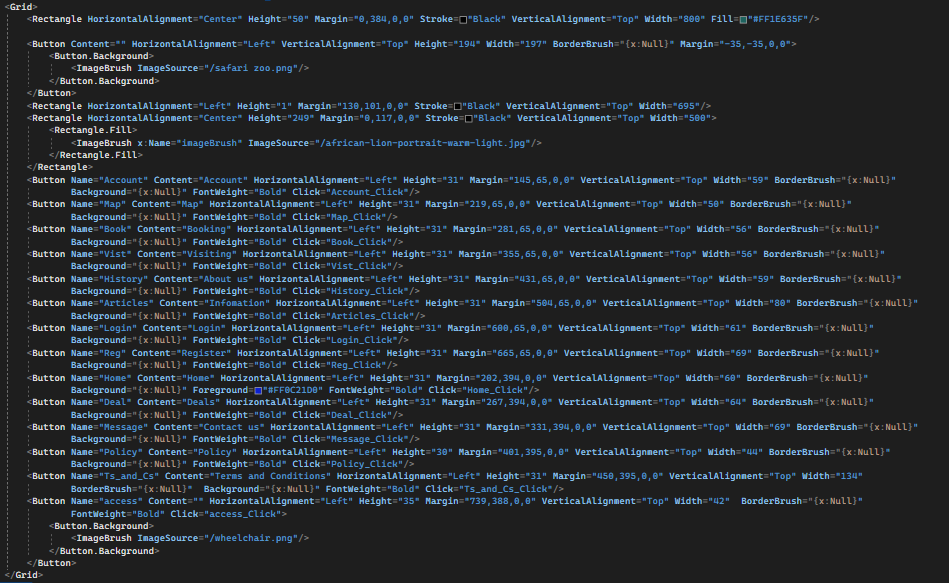 <Grid>
<Rectangle HorizontalAlignment="Center" Height="50" Margin="0,384,0,0" Stroke="Black" VerticalAlignment="Top" Width="800" Fill="#FF1E635F"/>
<Button Content="" HorizontalAlignment="Left" VerticalAlignment="Top" Height="194" Width="197" BorderBrush="{x:Null}" Margin="-35,-35,0,0">
<Button.Background>
<ImageBrush ImageSource="/safari zoo.png"/>
</Button.Background>
</Button>
<Rectangle HorizontalAlignment="Left" Height="1" Margin="130,101,0,0" Stroke="Black" VerticalAlignment="Top" Width="695"/>
<Rectangle HorizontalAlignment="Center" Height="249" Margin="0,117,0,0" Stroke="Black" VerticalAlignment="Top" Width="500">
<Rectangle.Fill>
<ImageBrush x:Name="imageBrush" ImageSource="/african-lion-portrait-warm-light.jpg"/>
</Rectangle.Fill>
</Rectangle>
<Button Name="Account" Content="Account" HorizontalAlignment="Left" Height="31" Margin="145,65,0,0" VerticalAlignment="Top" Width="59" BorderBrush="{x:Null}"
Background="{x:Null}" FontWeight="Bold" Click="Account_Click"/>
<Button Name="Map" Content="Map" HorizontalAlignment="Left" Height="31" Margin="219,65,0,0" VerticalAlignment="Top" Width="50" BorderBrush="{x:Null}"
Background="{x:Null}" FontWeight="Bold" Click="Map_Click"/>
<Button Name="Book" Content="Booking" HorizontalAlignment="Left" Height="31" Margin="281,65,0,0" VerticalAlignment="Top" Width="56" BorderBrush="{x:Null}"
Background="{x:Null}" FontWeight="Bold" Click="Book_Click"/>
<Button Name="Vist" Content="Visiting" HorizontalAlignment="Left" Height="31" Margin="355,65,0,0" VerticalAlignment="Top" Width="56" BorderBrush="{x:Null}"
Background="{x:Null}" FontWeight="Bold" Click="Vist_Click"/>
<Button Name="History" Content="About us" HorizontalAlignment="Left" Height="31" Margin="431,65,0,0" VerticalAlignment="Top" Width="59" BorderBrush="{x:Null}"
Background="{x:Null}" FontWeight="Bold" Click="History_Click"/>
<Button Name="Articles" Content="Infomation" HorizontalAlignment="Left" Height="31" Margin="504,65,0,0" VerticalAlignment="Top" Width="80" BorderBrush="{x:Null}"
Background="{x:Null}" FontWeight="Bold" Click="Articles_Click"/>
<Button Name="Login" Content="Login" HorizontalAlignment="Left" Height="31" Margin="600,65,0,0" VerticalAlignment="Top" Width="61" BorderBrush="{x:Null}"
Background="{x:Null}" FontWeight="Bold" Click="Login_Click"/>
<Button Name="Reg" Content="Register" HorizontalAlignment="Left" Height="31" Margin="665,65,0,0" VerticalAlignment="Top" Width="69" BorderBrush="{x:Null}"
Background="{x:Null}" FontWeight="Bold" Click="Reg_Click"/>
<Button Name="Home" Content="Home" HorizontalAlignment="Left" Height="31" Margin="202,394,0,0" VerticalAlignment="Top" Width="60" BorderBrush="{x:Null}"
Background="{x:Null}" Foreground="#FF0C21D0" FontWeight="Bold" Click="Home_Click"/>
<Button Name="Deal" Content="Deals" HorizontalAlignment="Left" Height="31" Margin="267,394,0,0" VerticalAlignment="Top" Width="64" BorderBrush="{x:Null}"
Background="{x:Null}" FontWeight="Bold" Click="Deal_Click"/>
<Button Name="Message" Content="Contact us" HorizontalAlignment="Left" Height="31" Margin="331,394,0,0" VerticalAlignment="Top" Width="69" BorderBrush="{x:Null}"
Background="{x:Null}" FontWeight="Bold" Click="Message_Click"/>
<Button Name="Policy" Content="Policy" HorizontalAlignment="Left" Height="30" Margin="401,395,0,0" VerticalAlignment="Top" Width="44" BorderBrush="{x:Null}"
Background="{x:Null}" FontWeight="Bold" Click="Policy_Click"/>
<Button Name="Ts_and_Cs" Content="Terms and Conditions" HorizontalAlignment="Left" Height="31" Margin="450,395,0,0" VerticalAlignment="Top" Width="134"
BorderBrush="{x:Null}" Background="{x:Null}" FontWeight="Bold" Click="Ts_and_Cs_Click"/>
<Button Name="access" Content="" HorizontalAlignment="Left" Height="35" Margin="739,388,0,0" VerticalAlignment="Top" Width="42" BorderBrush="{x:Null}"
FontWeight="Bold" Click="access_Click">
<Button.Background>
<ImageBrush ImageSource="/wheelchair.png"/>
</Button.Background>
</Button>
</Grid>